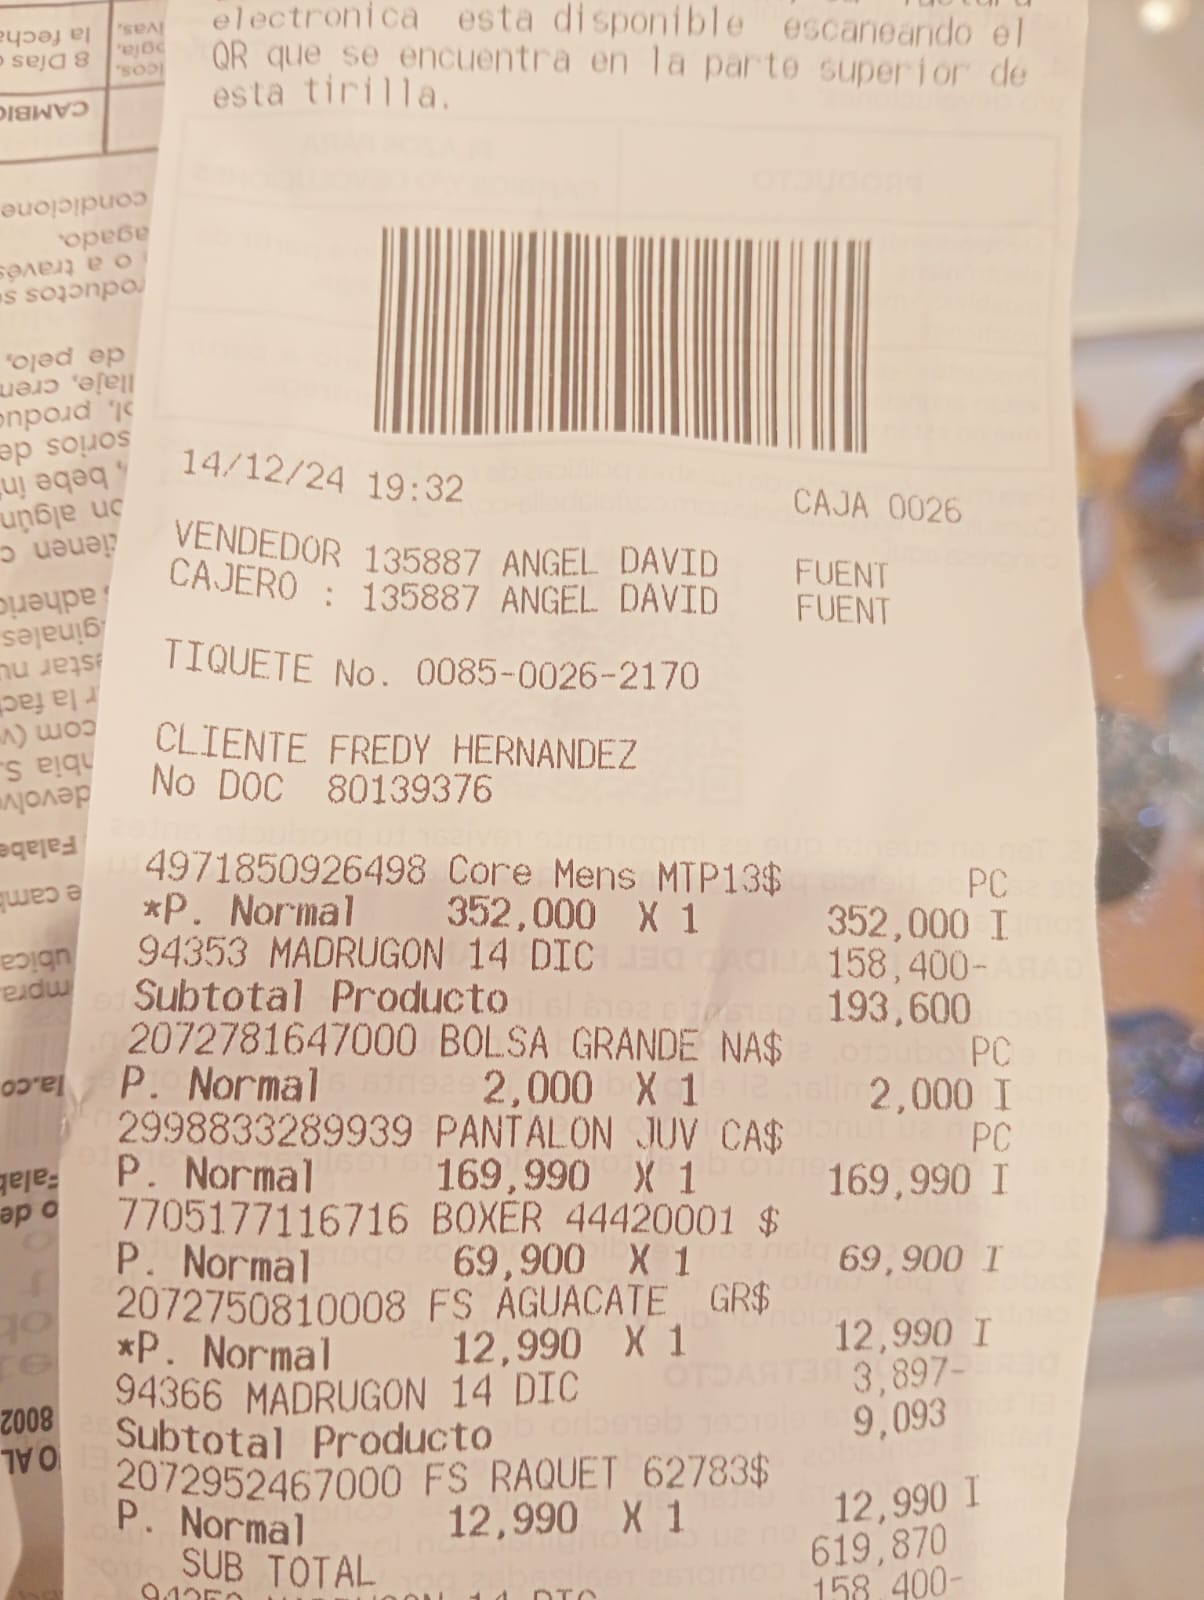 electronica esta disponible escaneando el
QR que se encuentra en la parte superior de
esta tirilla.
14/12/24 19:32 CAJA 0026
VENDEDOR 135887 ANGEL DAVID FUENT
CAJERO : 135887 ANGEL DAVID FUENT
TIQUETE No. 0085-0026-2170
CLIENTE FREDY HERNANDEZ
No DOC 80139376
4971850926498 Core Mens MTP13$ PC
*P. Normal 352,000 X 1 352,000 I
94353 MADRUGON 14 DIC 158,400-
Subtotal Producto 193,600
2072781647000 BOLSA GRANDE NA$ PC
P. Normal 2,000 X 1 2,000 I
2998833289939 PANTALON JUV CA$ PC
P. Normal 169,990 X 1 169,990 I
7705177116716 BOXER 44420001 $
P. Normal 69,900 X 1 69,900 I
2072750810008 FS AGUACATE GR$
*P. Normal 12,990 X 1 12,990 I
94366 MADRUGON 14 DIC 3,897-
Subtotal Producto 9,093
2072952467000 FS RAQUET 62783$
P. Normal 12,990 X 1 12,990 I
SUB TOTAL 619,870
94353 MADRUGON 14 DIC 158,400-